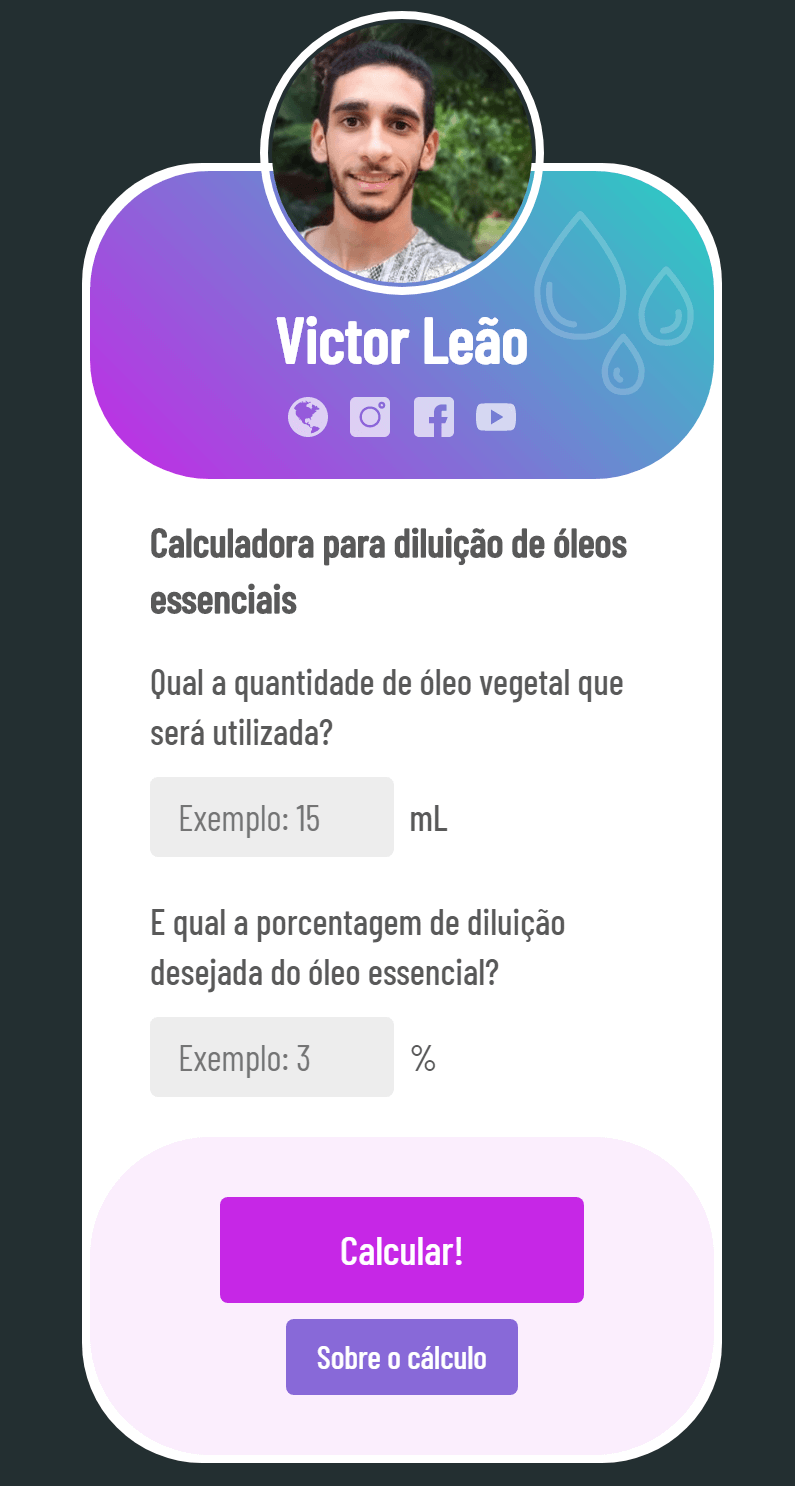 Victor Leão
Calculadora para diluição de óleos
essenciais
Qual a quantidade de óleo vegetal que
será utilizada?
Exemplo: 15 mL
E qual a porcentagem de diluição
desejada do óleo essencial?
Exemplo: 3 %
Calcular!
Sobre o cálculo